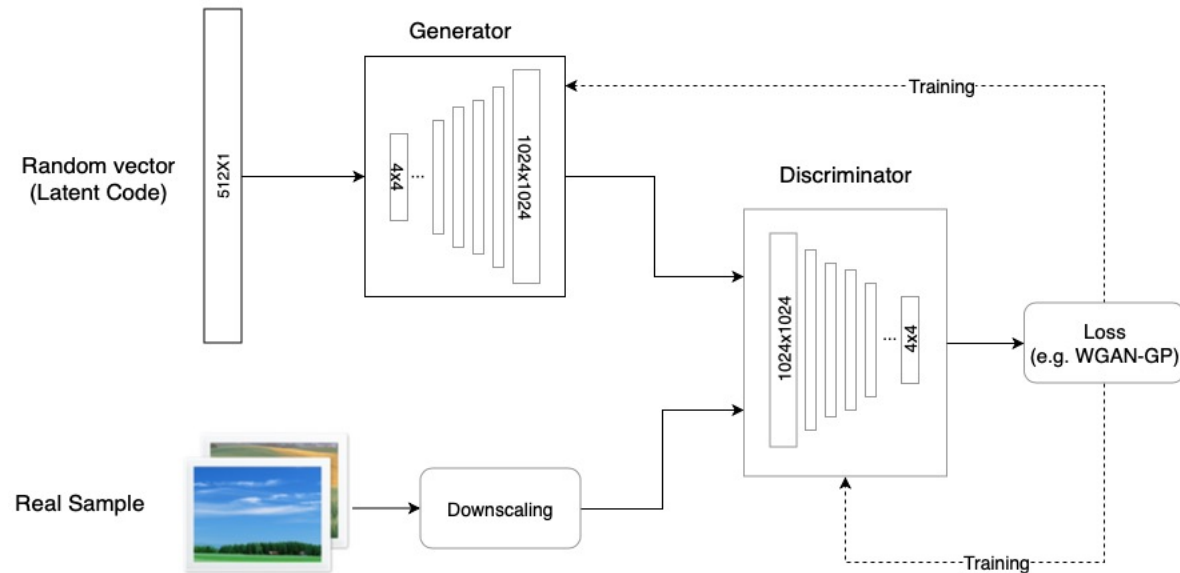 Generator
Training
Random vector
(Latent Code)
512X1
4x4
...
1024x1024
Discriminator
1024x1024
...
4x4
Loss
(e.g. WGAN-GP)
Real Sample
Downscaling
Training